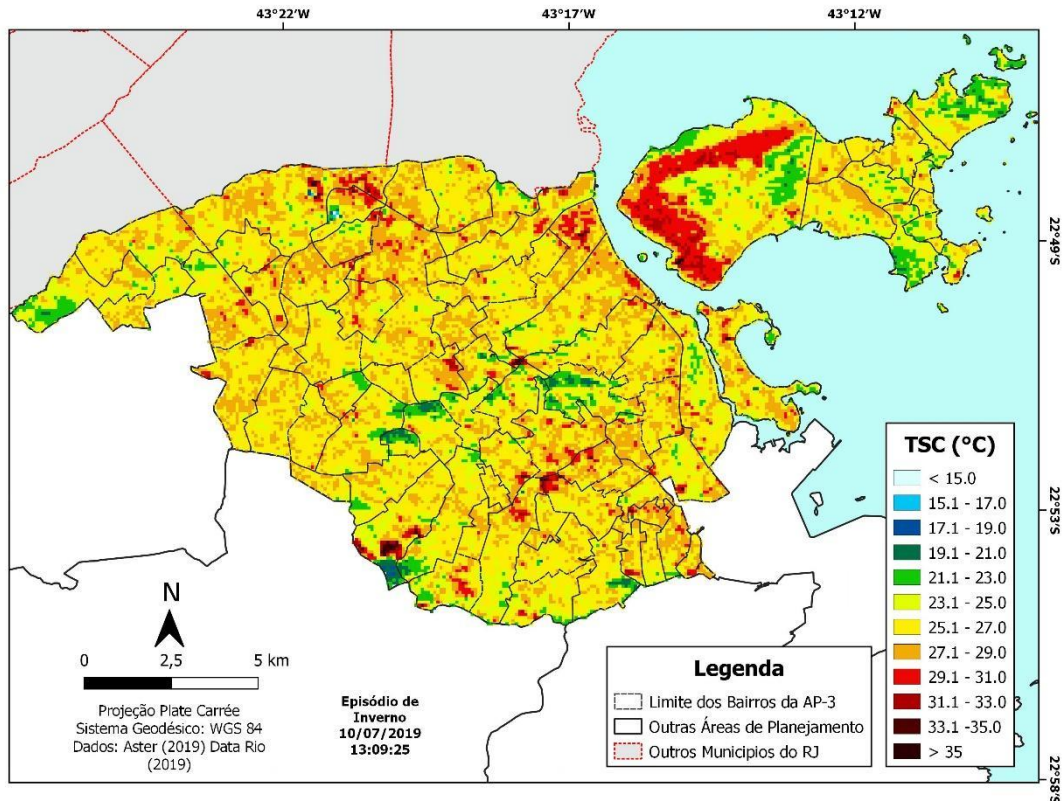 43°22'W 43°17'W 43°12'W
22°49'S
22°53'S
22°58'S
TSC (°C)
< 15.0
15.1 - 17.0
17.1 - 19.0
19.1 - 21.0
21.1 - 23.0
23.1 - 25.0
25.1 - 27.0
27.1 - 29.0
29.1 - 31.0
31.1 - 33.0
33.1 -35.0
> 35
N
0 2,5 5 km
Projeção Plate Carrée
Sistema Geodésico: WGS 84
Dados: Aster (2019) Data Rio
(2019)
Episódio de
Inverno
10/07/2019
13:09:25
Legenda
Limite dos Bairros da AP-3
Outras Áreas de Planejamento
Outros Municipios do RJ